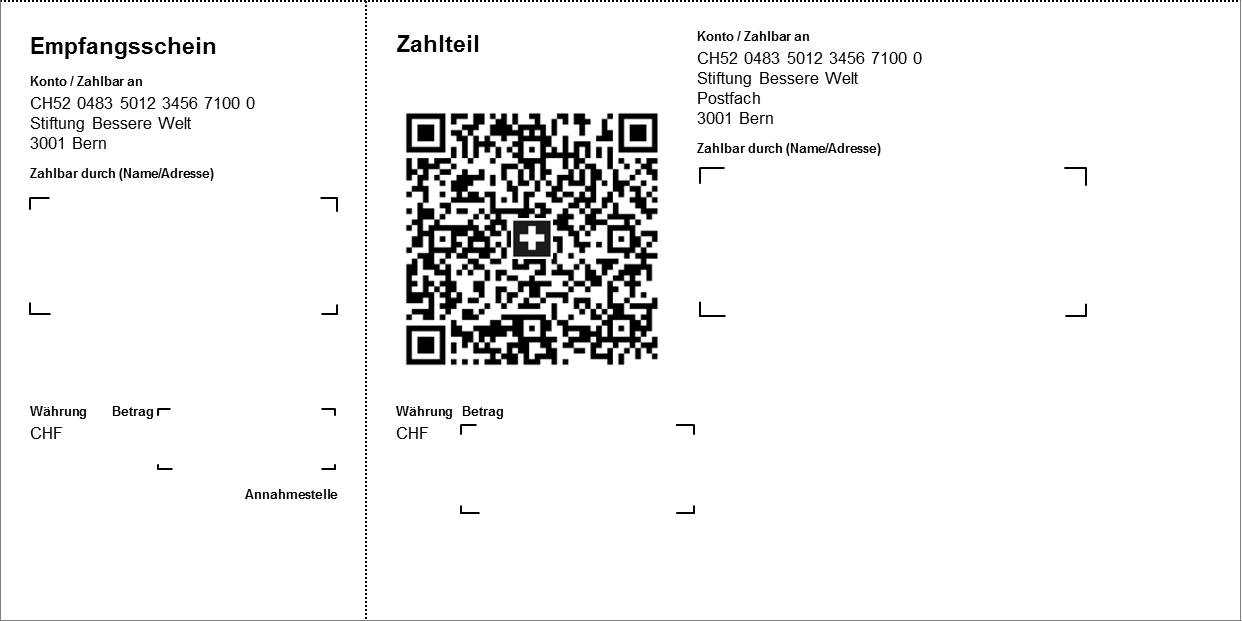 Empfangsschein
Konto / Zahlbar an
CH52 0483 5012 3456 7100 0
Stiftung Bessere Welt
3001 Bern
Zahlbar durch (Name/Adresse)
Währung Betrag
CHF
Annahmestelle
Zahlteil
Währung Betrag
CHF
Konto / Zahlbar an
CH52 0483 5012 3456 7100 0
Stiftung Bessere Welt
Postfach
3001 Bern
Zahlbar durch (Name/Adresse)